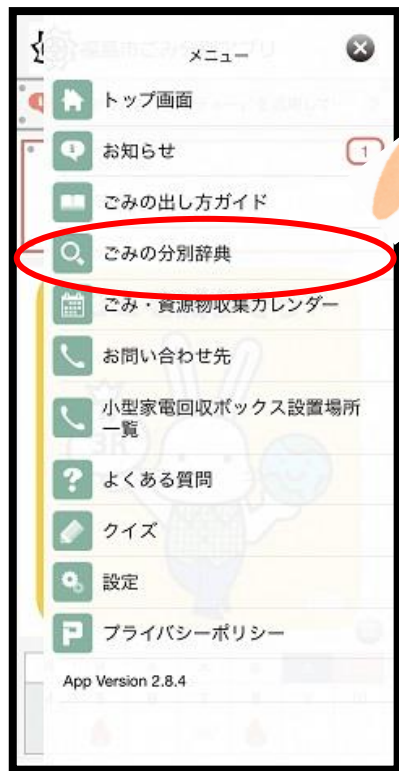 メニュー
トップ画面
お知らせ
1
ごみの出し方ガイド
ごみの分別辞典
ごみ・資源物収集カレンダー
お問い合わせ先
小型家電回収ボックス設置場所
一覧
よくある質問
クイズ
設定
プライバシーポリシー
App Version 2.8.4